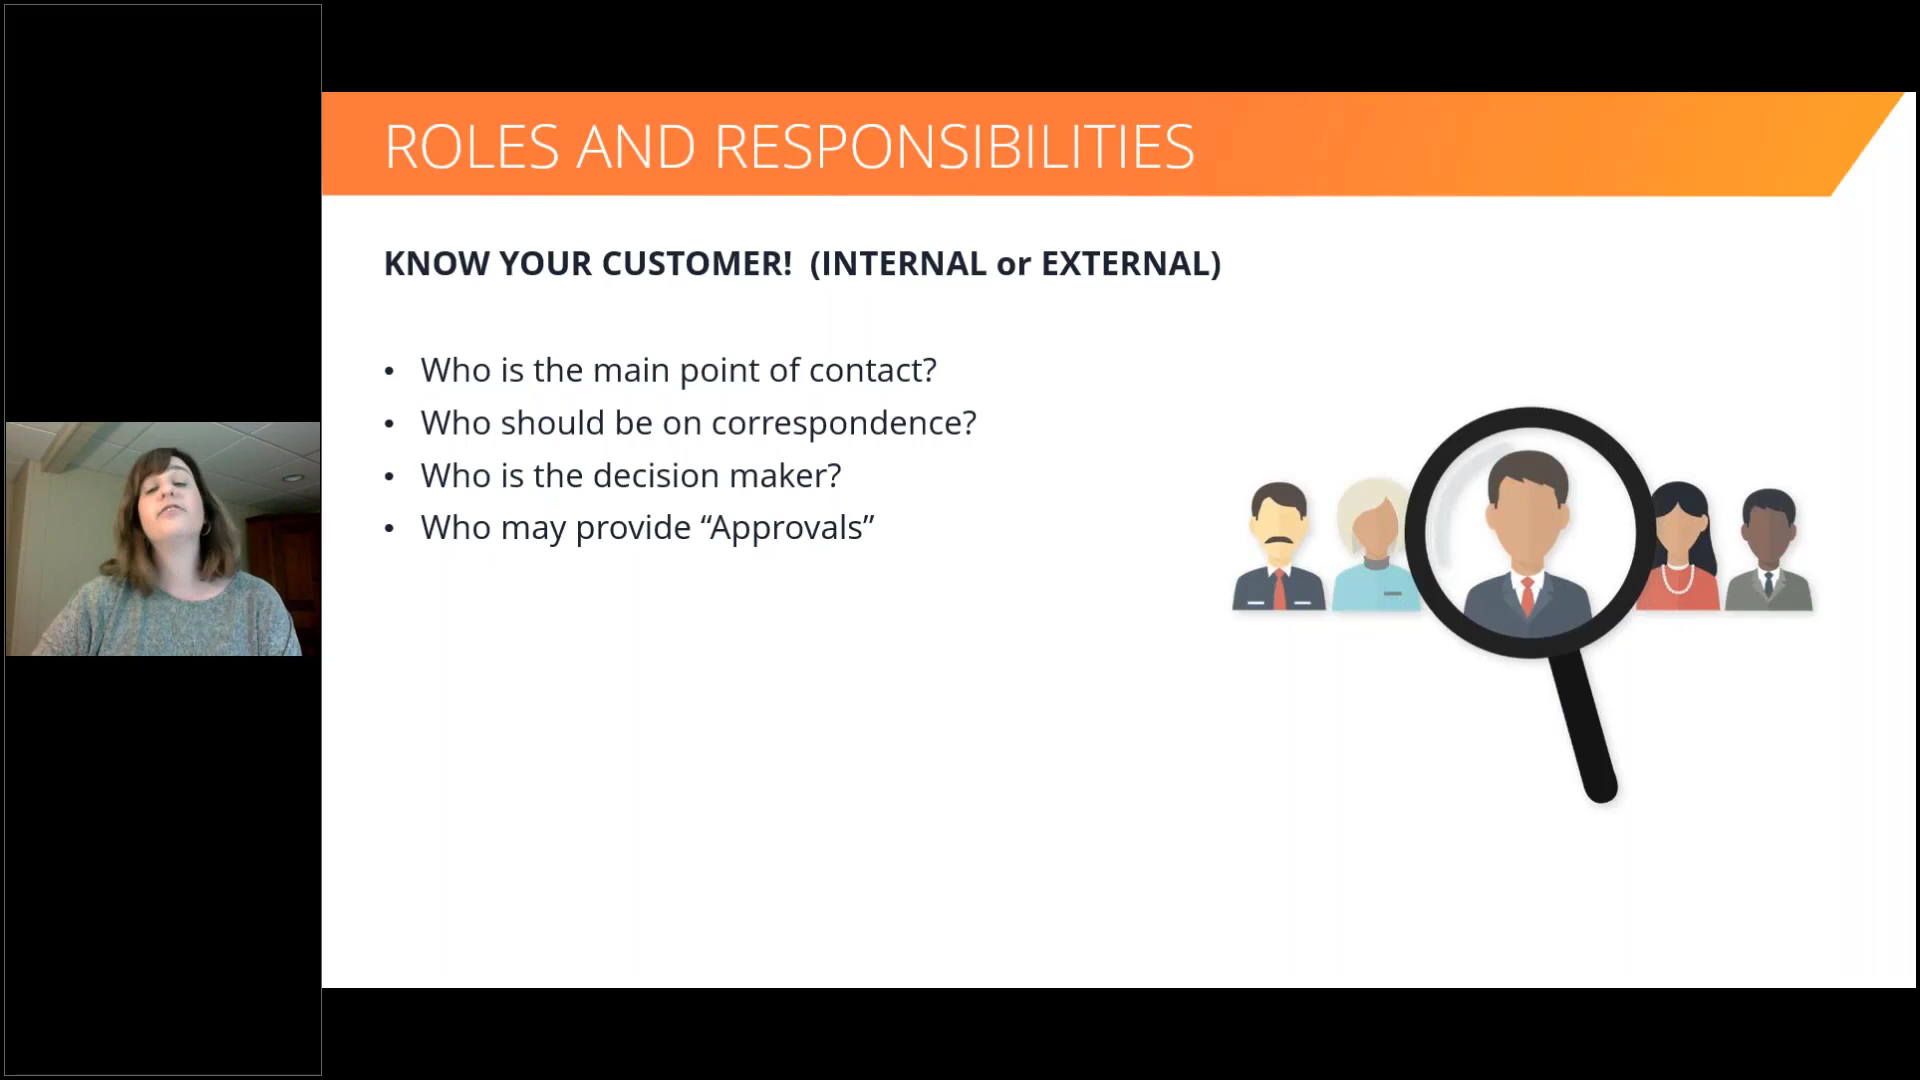 ROLES AND RESPONSIBILITIES
KNOW YOUR CUSTOMER!  (INTERNAL or EXTERNAL)
• Who is the main point of contact?
• Who should be on correspondence?
• Who is the decision maker?
• Who may provide “Approvals”